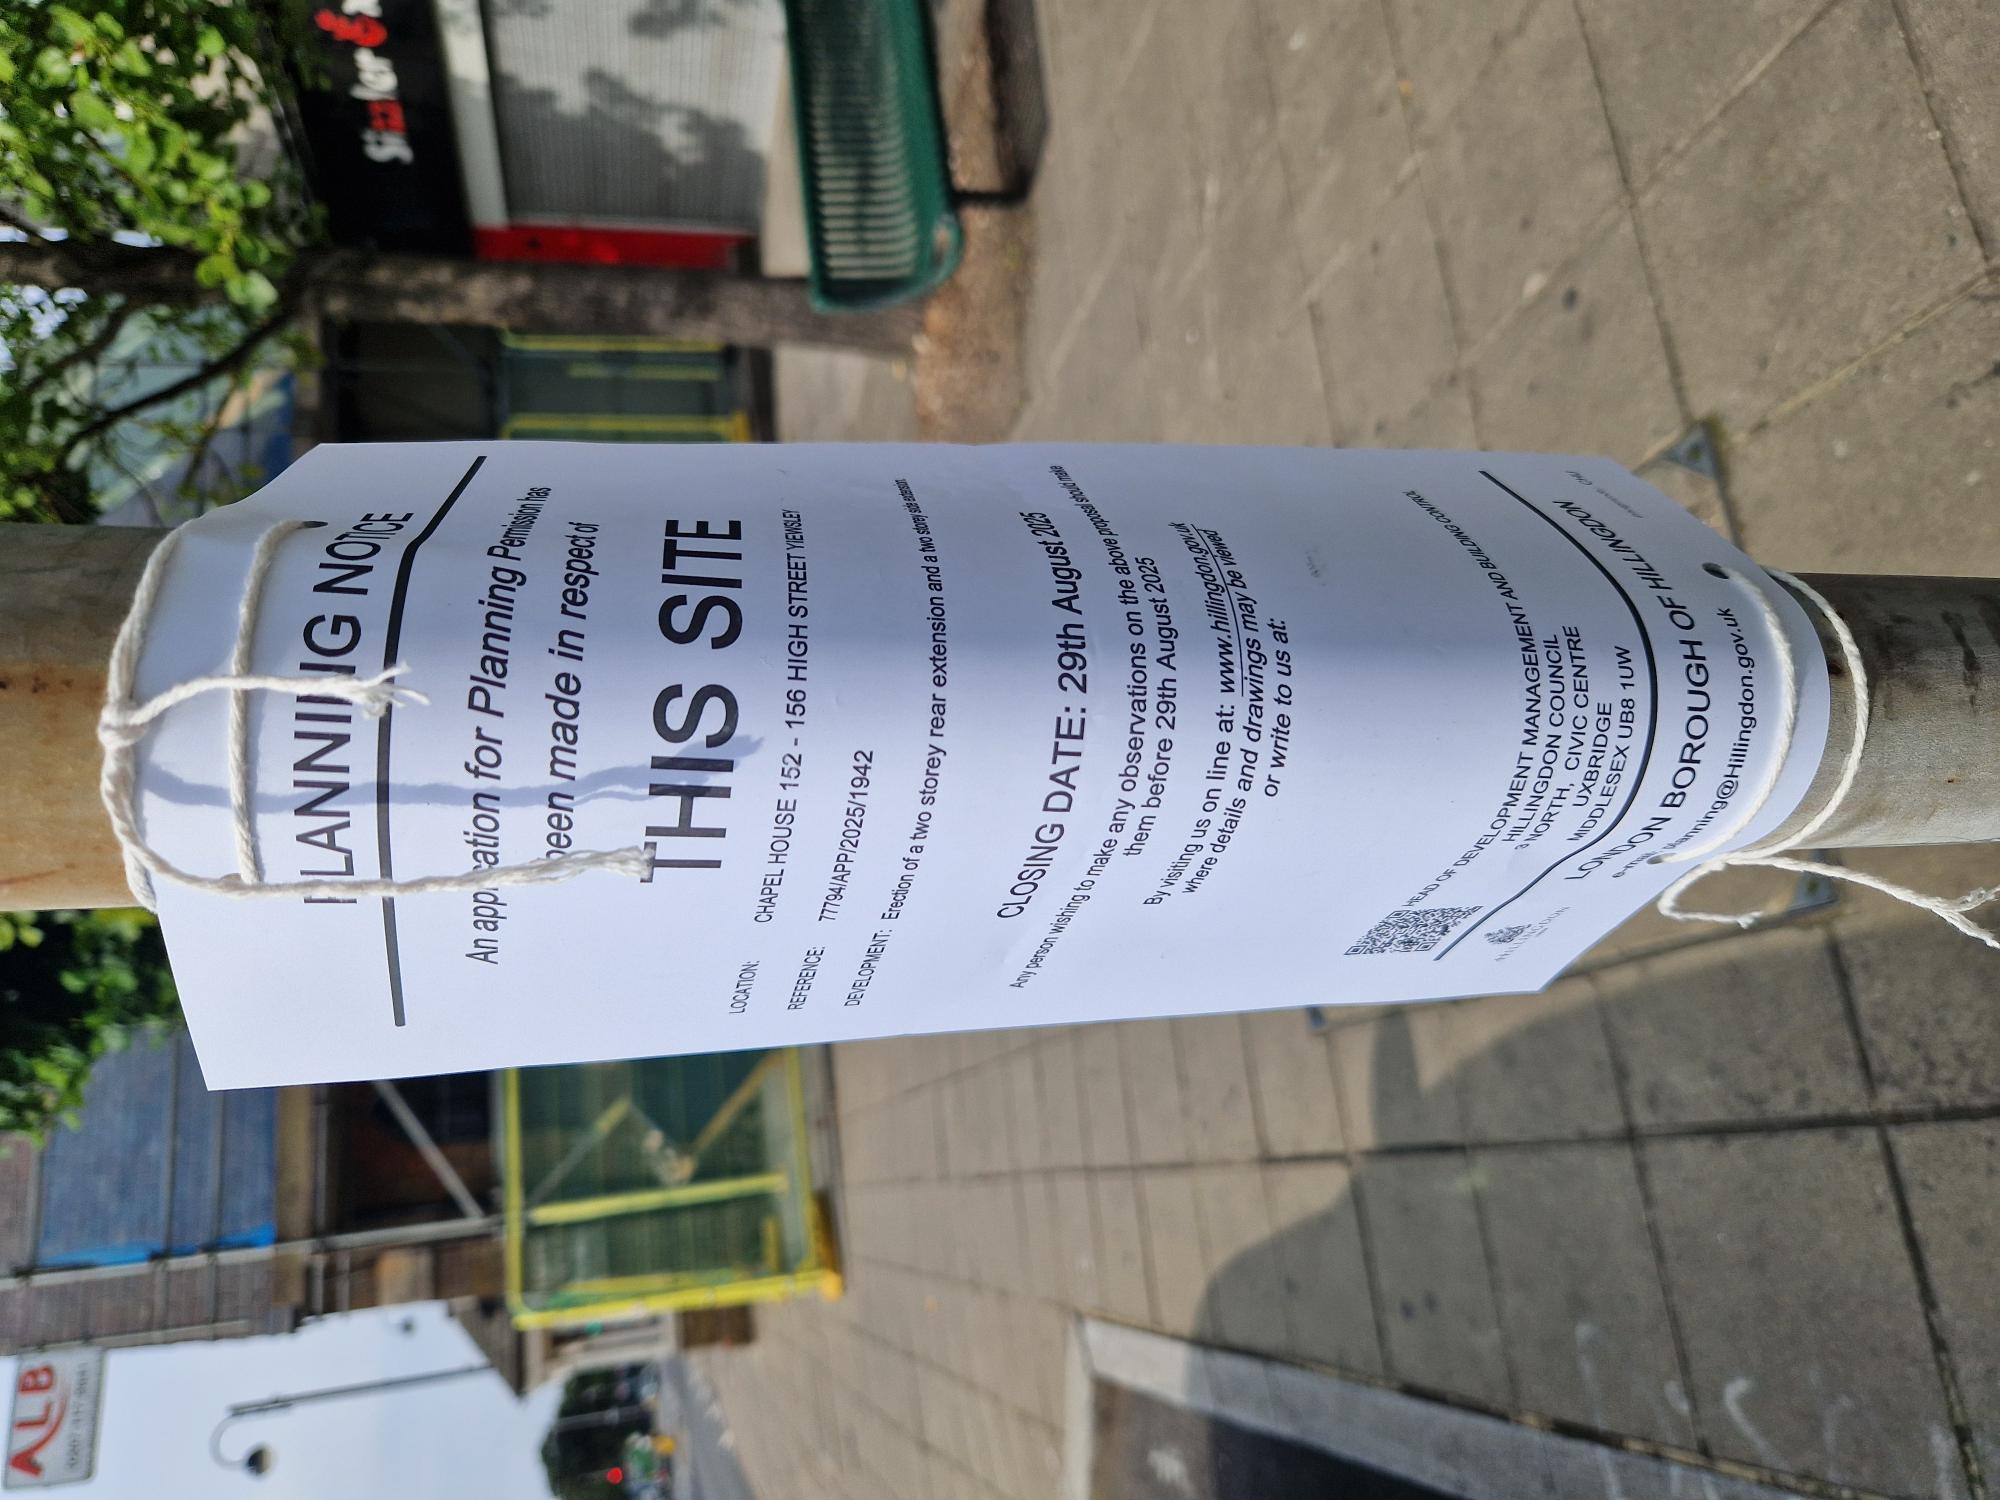 PLANNING NOTICE
An application for Planning Permission has
been made in respect of
THIS SITE
LOCATION: CHAPEL HOUSE 152 - 156 HIGH STREET YIEWSLEY
REFERENCE: 77794/APP/2025/1942
DEVELOPMENT: Erection of a two storey rear extension and a two storey side extension.
CLOSING DATE: 29th August 2025
Any person wishing to make any observations on the above proposal should make
them before 29th August 2025
By visiting us on line at: www.hillingdon.gov.uk
where details and drawings may be viewed
or write to us at:
HEAD OF DEVELOPMENT MANAGEMENT AND BUILDING CONTROL
HILLINGDON COUNCIL
3 NORTH, CIVIC CENTRE
UXBRIDGE
MIDDLESEX UB8 1UW
HILLINGDON
LONDON
LONDON BOROUGH OF HILLINGDON
e-mail: planning@Hillingdon.gov.uk
ALB